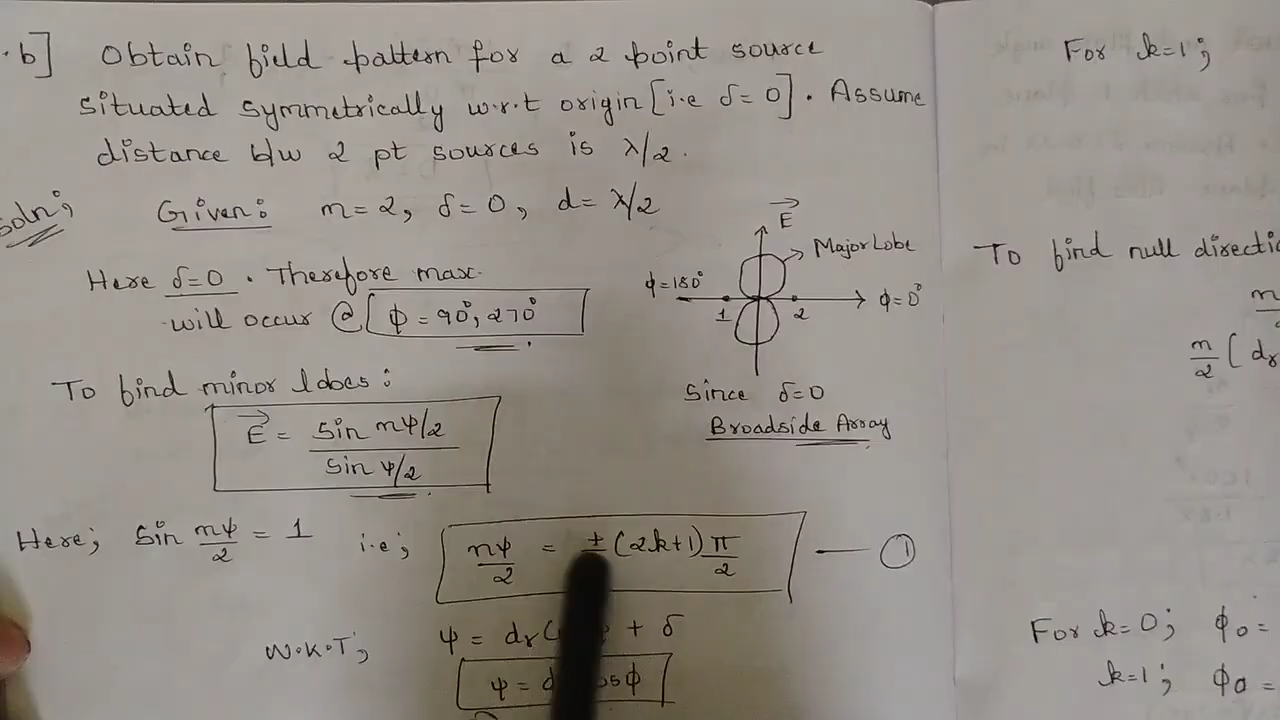 .b] Obtain field pattern for a 2 point source
situated symmetrically w.r.t origin [i.e δ=0]. Assume
distance b/w 2 pt sources is λ/2.
Soln;
Given: n=2, δ=0, d=λ/2
Here δ=0. Therefore max.
will occur @ ϕ=90°, 270°
E
Major Lobe
ϕ=180°
ϕ=0°
1 2
Since δ=0
Broadside Array
To find minor lobes:
E = sin nψ/2 / sin ψ/2
Here; sin nψ/2 = 1 i.e; nψ/2 = ±(2k+1) π/2 — ①
W.K.T; ψ = dr + δ
ψ = d ϕ
For k=1;
To find null
n/2 (dr
For k=0; ϕ0 =
k=1; ϕ0 =